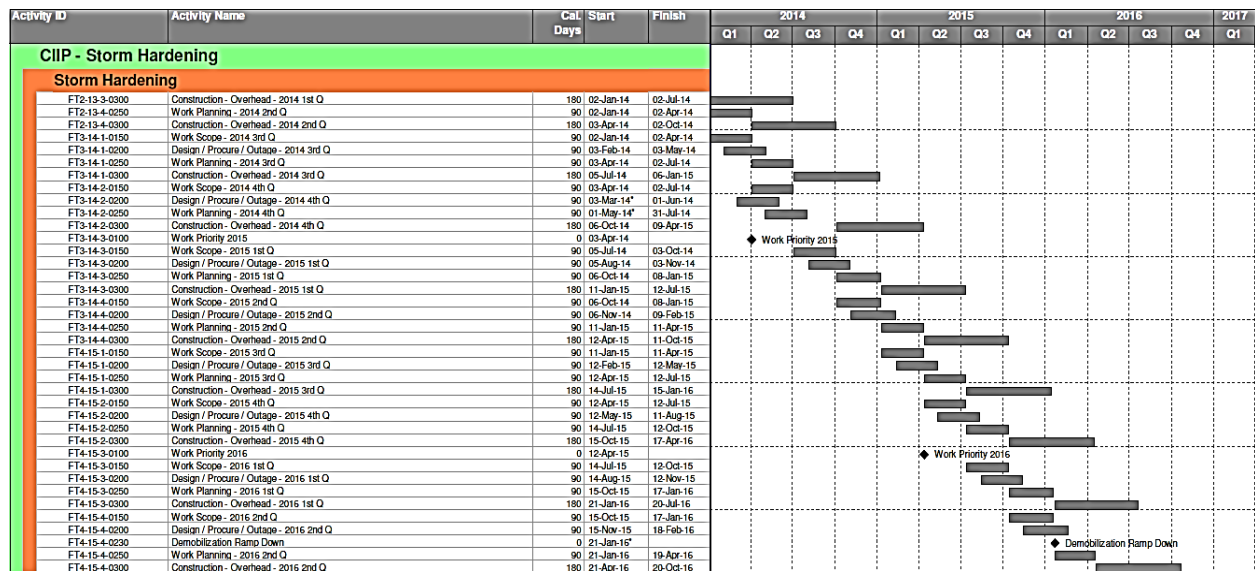 Activity ID Activity Name Cal. Days Start Finish 2014 2015 2016 2017
Q1 Q2 Q3 Q4 Q1 Q2 Q3 Q4 Q1 Q2 Q3 Q4 Q1
CIIP - Storm Hardening
Storm Hardening
FT2-13-3-0300 Construction - Overhead - 2014 1st Q 180 02-Jan-14 02-Jul-14
FT2-13-4-0250 Work Planning - 2014 2nd Q 90 02-Jan-14 02-Apr-14
FT2-13-4-0300 Construction - Overhead - 2014 2nd Q 180 03-Apr-14 02-Oct-14
FT3-14-1-0150 Work Scope - 2014 3rd Q 90 02-Jan-14 02-Apr-14
FT3-14-1-0200 Design / Procure / Outage - 2014 3rd Q 90 03-Feb-14 03-May-14
FT3-14-1-0250 Work Planning - 2014 3rd Q 90 03-Apr-14 02-Jul-14
FT3-14-1-0300 Construction - Overhead - 2014 3rd Q 180 05-Jul-14 06-Jan-15
FT3-14-2-0150 Work Scope - 2014 4th Q 90 03-Apr-14 02-Jul-14
FT3-14-2-0200 Design / Procure / Outage - 2014 4th Q 90 03-Mar-14* 01-Jun-14
FT3-14-2-0250 Work Planning - 2014 4th Q 90 01-May-14* 31-Jul-14
FT3-14-2-0300 Construction - Overhead - 2014 4th Q 180 06-Oct-14 09-Apr-15
FT3-14-3-0100 Work Priority 2015 0 03-Apr-14 Work Priority 2015
FT3-14-3-0150 Work Scope - 2015 1st Q 90 05-Jul-14 03-Oct-14
FT3-14-3-0200 Design / Procure / Outage - 2015 1st Q 90 05-Aug-14 03-Nov-14
FT3-14-3-0250 Work Planning - 2015 1st Q 90 06-Oct-14 08-Jan-15
FT3-14-3-0300 Construction - Overhead - 2015 1st Q 180 11-Jan-15 12-Jul-15
FT3-14-4-0150 Work Scope - 2015 2nd Q 90 06-Oct-14 08-Jan-15
FT3-14-4-0200 Design / Procure / Outage - 2015 2nd Q 90 06-Nov-14 09-Feb-15
FT3-14-4-0250 Work Planning - 2015 2nd Q 90 11-Jan-15 11-Apr-15
FT3-14-4-0300 Construction - Overhead - 2015 2nd Q 180 12-Apr-15 11-Oct-15
FT4-15-1-0150 Work Scope - 2015 3rd Q 90 11-Jan-15 11-Apr-15
FT4-15-1-0200 Design / Procure / Outage - 2015 3rd Q 90 12-Feb-15 12-May-15
FT4-15-1-0250 Work Planning - 2015 3rd Q 90 12-Apr-15 12-Jul-15
FT4-15-1-0300 Construction - Overhead - 2015 3rd Q 180 14-Jul-15 15-Jan-16
FT4-15-2-0150 Work Scope - 2015 4th Q 90 12-Apr-15 12-Jul-15
FT4-15-2-0200 Design / Procure / Outage - 2015 4th Q 90 12-May-15 11-Aug-15
FT4-15-2-0250 Work Planning - 2015 4th Q 90 14-Jul-15 12-Oct-15
FT4-15-2-0300 Construction - Overhead - 2015 4th Q 180 15-Oct-15 17-Apr-16
FT4-15-3-0100 Work Priority 2016 0 12-Apr-15 Work Priority 2016
FT4-15-3-0150 Work Scope - 2016 1st Q 90 14-Jul-15 12-Oct-15
FT4-15-3-0200 Design / Procure / Outage - 2016 1st Q 90 14-Aug-15 12-Nov-15
FT4-15-3-0250 Work Planning - 2016 1st Q 90 15-Oct-15 17-Jan-16
FT4-15-3-0300 Construction - Overhead - 2016 1st Q 180 21-Jan-16 20-Jul-16
FT4-15-4-0150 Work Scope - 2016 2nd Q 90 15-Oct-15 17-Jan-16
FT4-15-4-0200 Design / Procure / Outage - 2016 2nd Q 90 15-Nov-15 18-Feb-16
FT4-15-4-0230 Demobilization Ramp Down 0 21-Jan-16* Demobilization Ramp Down
FT4-15-4-0250 Work Planning - 2016 2nd Q 90 21-Jan-16 19-Apr-16
FT4-15-4-0300 Construction - Overhead - 2016 2nd Q 180 21-Apr-16 20-Oct-16